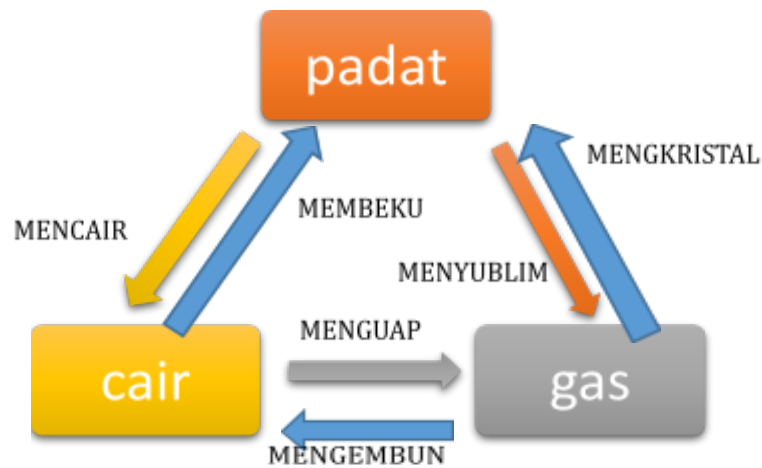 padat
MENGKRISTAL
MEMBEKU
MENCAIR
MENYUBLIM
MENGUAP
cair
gas
MENGEMBUN